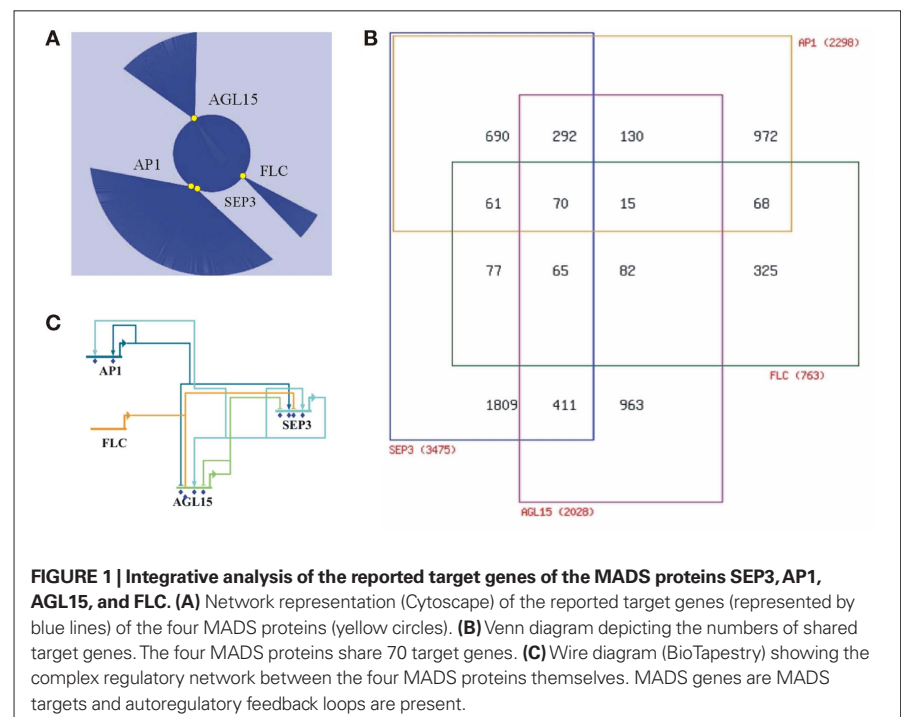 A
AGL15
AP1
FLC
SEP3
B
AP1 (2298)
690 292 130 972
61 70 15 68
77 65 82 325
FLC (763)
1809 411 963
SEP3 (3475)
AGL15 (2028)
C
AP1
SEP3
FLC
AGL15
FIGURE 1 | Integrative analysis of the reported target genes of the MADS proteins SEP3, AP1,
AGL15, and FLC. (A) Network representation (Cytoscape) of the reported target genes (represented by
blue lines) of the four MADS proteins (yellow circles). (B) Venn diagram depicting the numbers of shared
target genes. The four MADS proteins share 70 target genes. (C) Wire diagram (BioTapestry) showing the
complex regulatory network between the four MADS proteins themselves. MADS genes are MADS
targets and autoregulatory feedback loops are present.